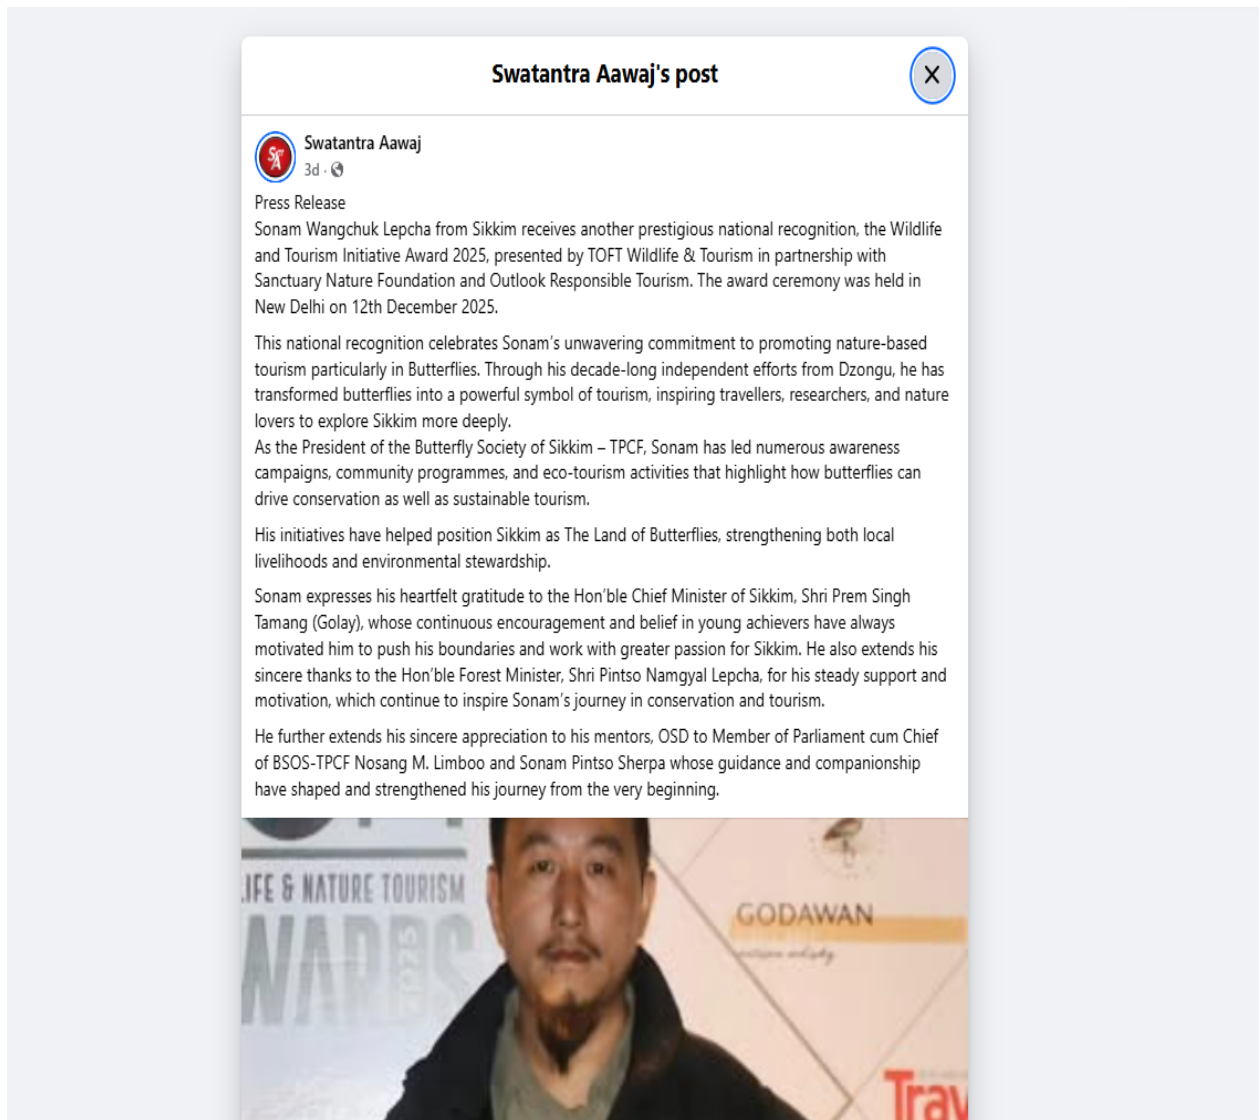 Swatantra Aawaj's post
Swatantra Aawaj
3d ·
Press Release
Sonam Wangchuk Lepcha from Sikkim receives another prestigious national recognition, the Wildlife
and Tourism Initiative Award 2025, presented by TOFT Wildlife & Tourism in partnership with
Sanctuary Nature Foundation and Outlook Responsible Tourism. The award ceremony was held in
New Delhi on 12th December 2025.
This national recognition celebrates Sonam's unwavering commitment to promoting nature-based
tourism particularly in Butterflies. Through his decade-long independent efforts from Dzongu, he has
transformed butterflies into a powerful symbol of tourism, inspiring travellers, researchers, and nature
lovers to explore Sikkim more deeply.
As the President of the Butterfly Society of Sikkim – TPCF, Sonam has led numerous awareness
campaigns, community programmes, and eco-tourism activities that highlight how butterflies can
drive conservation as well as sustainable tourism.
His initiatives have helped position Sikkim as The Land of Butterflies, strengthening both local
livelihoods and environmental stewardship.
Sonam expresses his heartfelt gratitude to the Hon'ble Chief Minister of Sikkim, Shri Prem Singh
Tamang (Golay), whose continuous encouragement and belief in young achievers have always
motivated him to push his boundaries and work with greater passion for Sikkim. He also extends his
sincere thanks to the Hon'ble Forest Minister, Shri Pintso Namgyal Lepcha, for his steady support and
motivation, which continue to inspire Sonam's journey in conservation and tourism.
He further extends his sincere appreciation to his mentors, OSD to Member of Parliament cum Chief
of BSOS-TPCF Nosang M. Limboo and Sonam Pintso Sherpa whose guidance and companionship
have shaped and strengthened his journey from the very beginning.
LIFE & NATURE TOURISM
WARDS
2025
GODAWAN
Trav